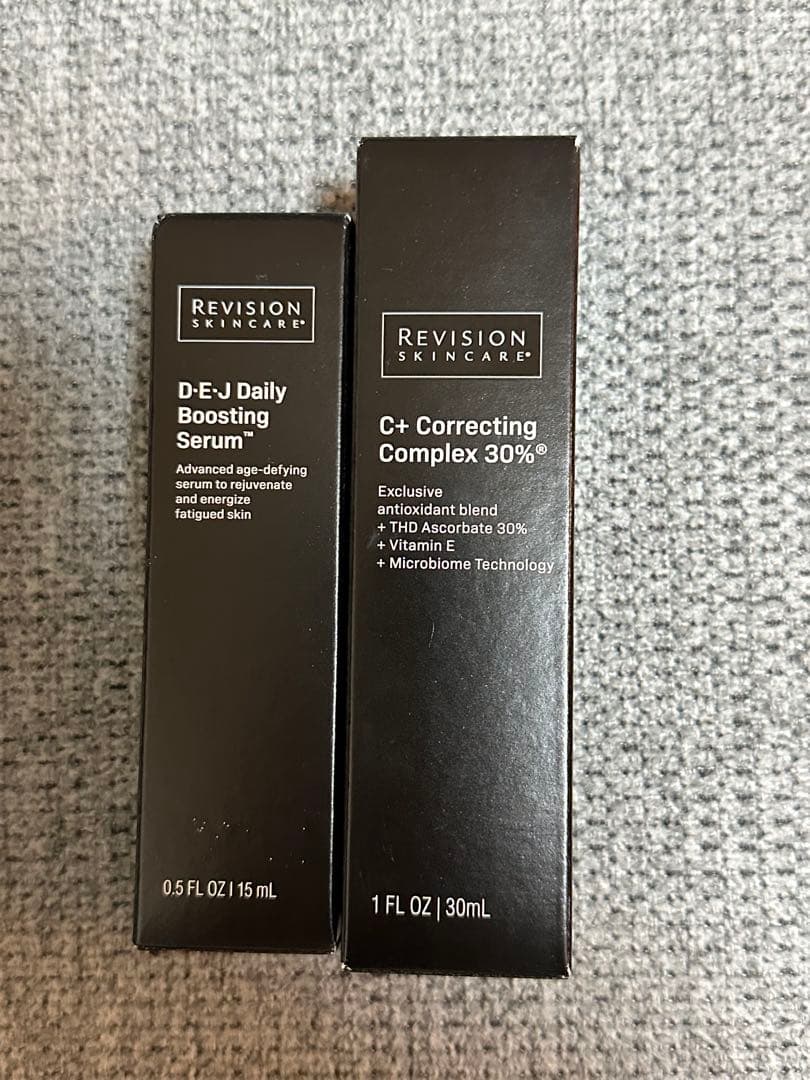 REVISION
SKINCARE®
D·E·J Daily
Boosting
Serum™
Advanced age-defying
serum to rejuvenate
and energize
fatigued skin
0.5 FL OZ | 15 mL
REVISION
SKINCARE®
C+ Correcting
Complex 30%®
Exclusive
antioxidant blend
+ THD Ascorbate 30%
+ Vitamin E
+ Microbiome Technology
1 FL OZ | 30mL